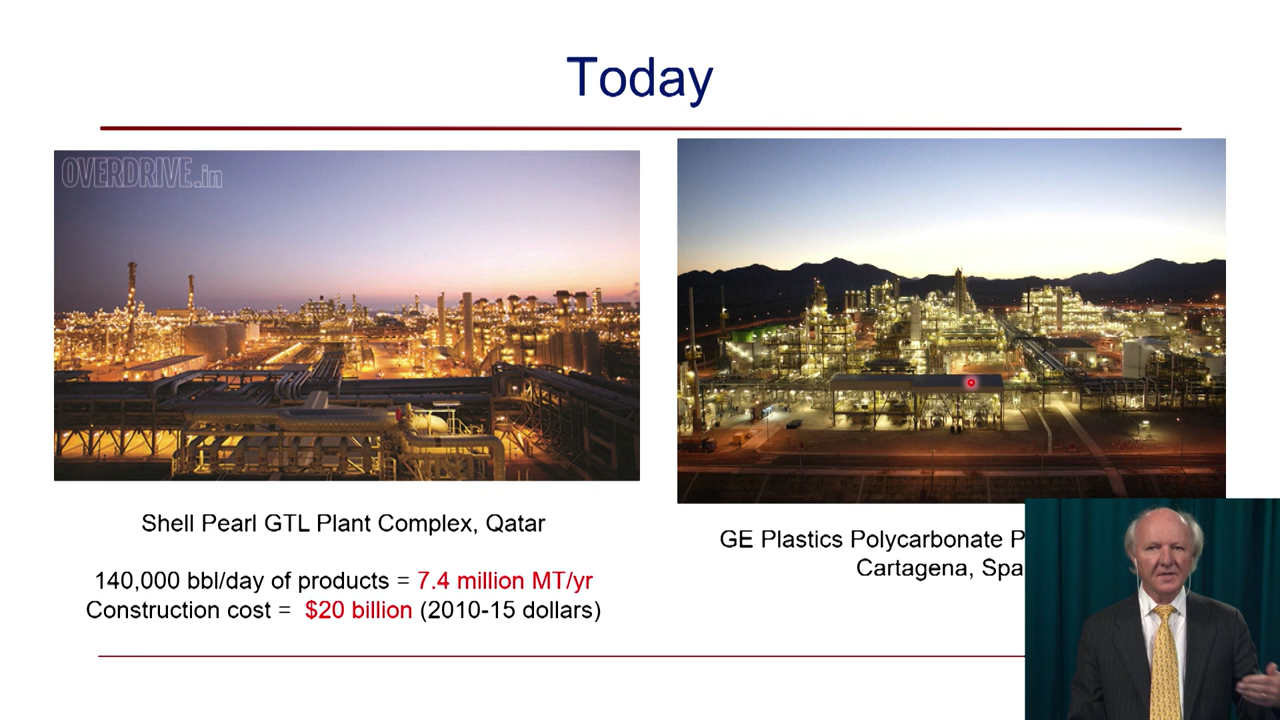 Today
OVERDRIVE.in
Shell Pearl GTL Plant Complex, Qatar
140,000 bbl/day of products = 7.4 million MT/yr
Construction cost = $20 billion (2010-15 dollars)
GE Plastics Polycarbonate P
Cartagena, Spa